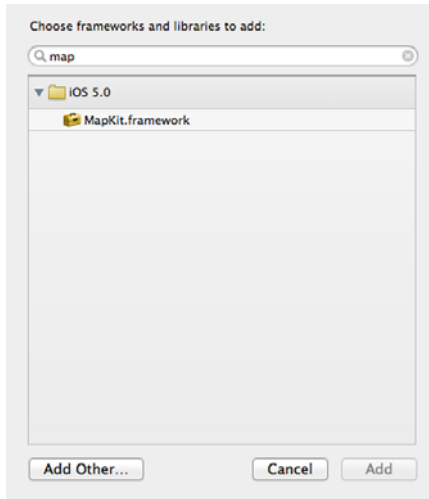 Choose frameworks and libraries to add:
map
iOS 5.0
MapKit.framework
Add Other... Cancel Add